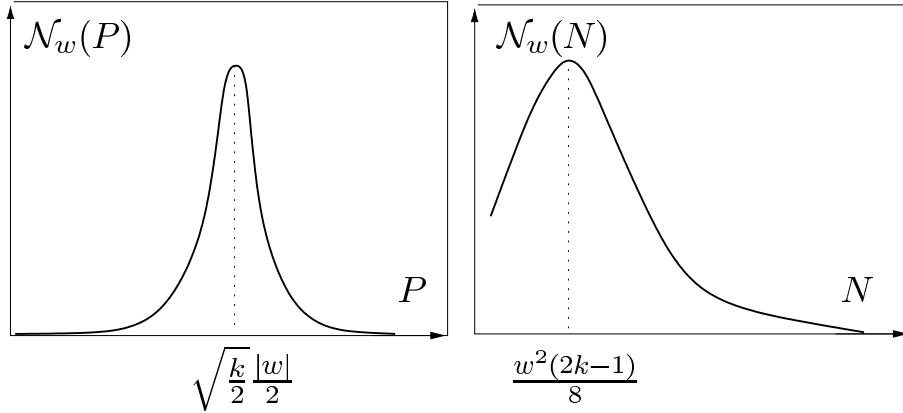 𝒩_w(P)
P
√(k/2) |w|/2
𝒩_w(N)
N
w²(2k−1)/8